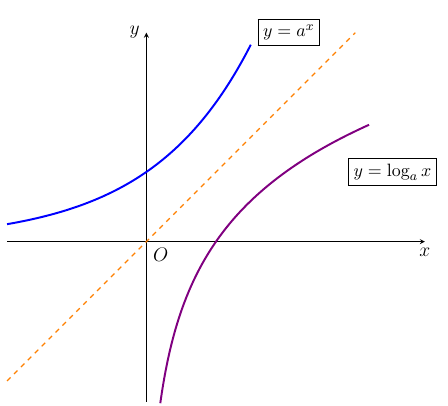 y
y = a^x
y = log_a x
O
x